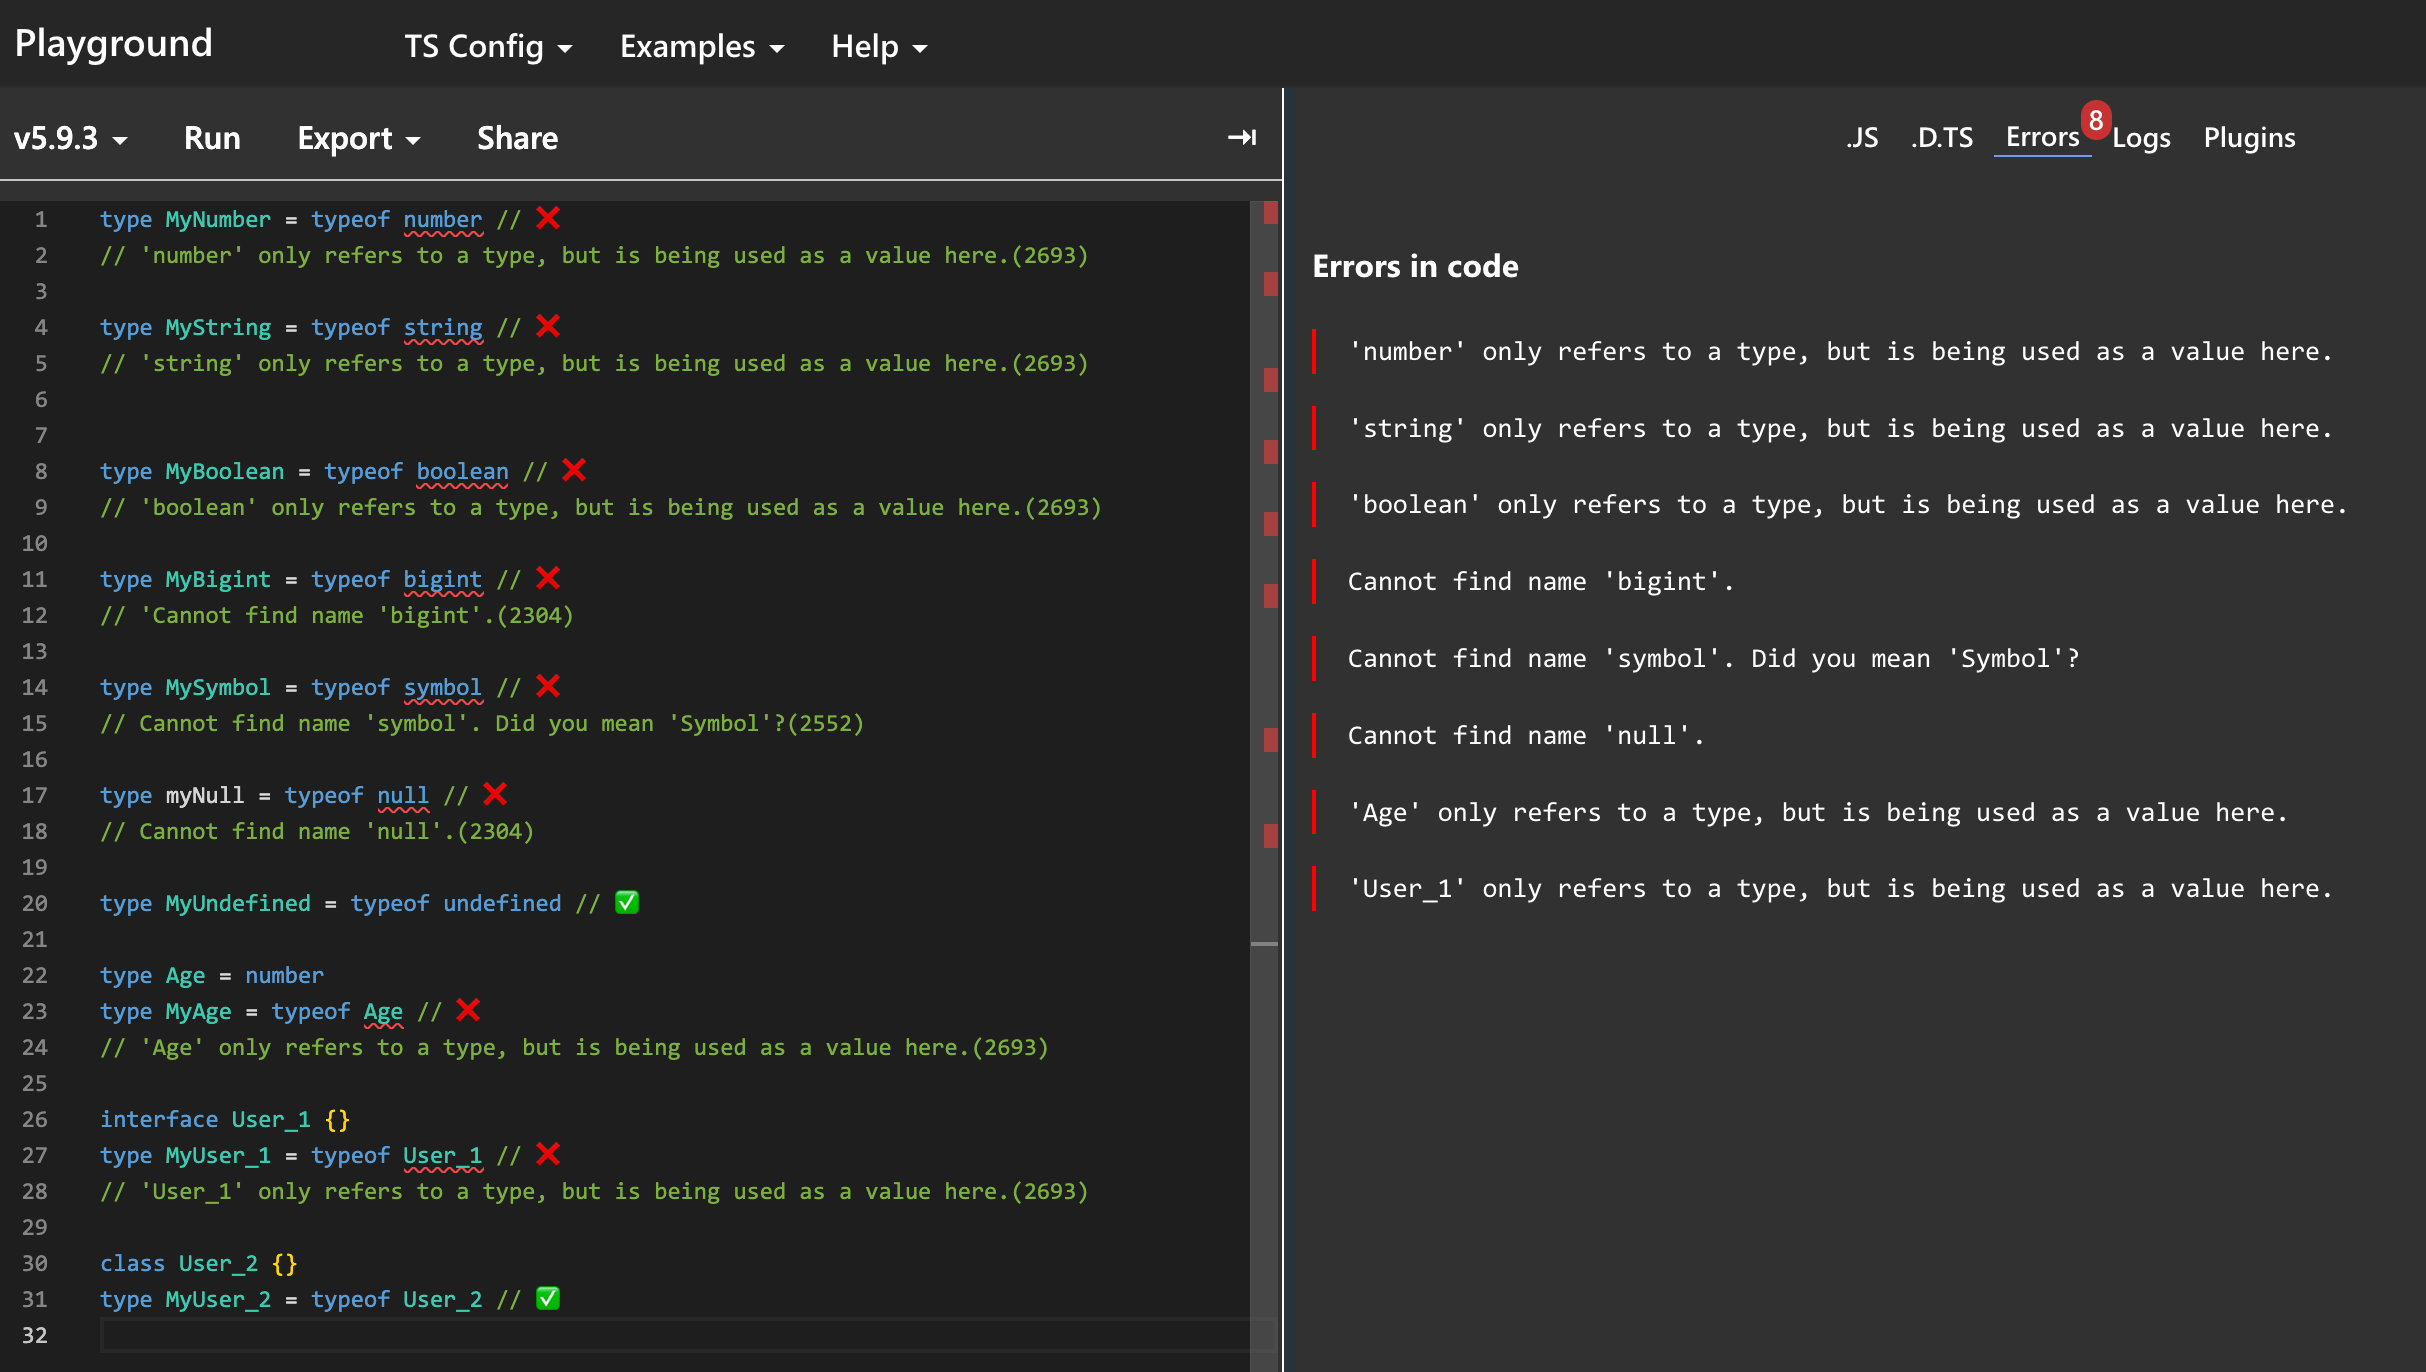 Playground TS Config Examples Help
v5.9.3 Run Export Share
.JS .D.TS Errors 8 Logs Plugins
1 type MyNumber = typeof number // ❌
2 // 'number' only refers to a type, but is being used as a value here.(2693)
3
4 type MyString = typeof string // ❌
5 // 'string' only refers to a type, but is being used as a value here.(2693)
6
7
8 type MyBoolean = typeof boolean // ❌
9 // 'boolean' only refers to a type, but is being used as a value here.(2693)
10
11 type MyBigint = typeof bigint // ❌
12 // 'Cannot find name 'bigint'.(2304)
13
14 type MySymbol = typeof symbol // ❌
15 // Cannot find name 'symbol'. Did you mean 'Symbol'?(2552)
16
17 type myNull = typeof null // ❌
18 // Cannot find name 'null'.(2304)
19
20 type MyUndefined = typeof undefined // ✅
21
22 type Age = number
23 type MyAge = typeof Age // ❌
24 // 'Age' only refers to a type, but is being used as a value here.(2693)
25
26 interface User_1 {}
27 type MyUser_1 = typeof User_1 // ❌
28 // 'User_1' only refers to a type, but is being used as a value here.(2693)
29
30 class User_2 {}
31 type MyUser_2 = typeof User_2 // ✅
32
Errors in code
'number' only refers to a type, but is being used as a value here.
'string' only refers to a type, but is being used as a value here.
'boolean' only refers to a type, but is being used as a value here.
Cannot find name 'bigint'.
Cannot find name 'symbol'. Did you mean 'Symbol'?
Cannot find name 'null'.
'Age' only refers to a type, but is being used as a value here.
'User_1' only refers to a type, but is being used as a value here.